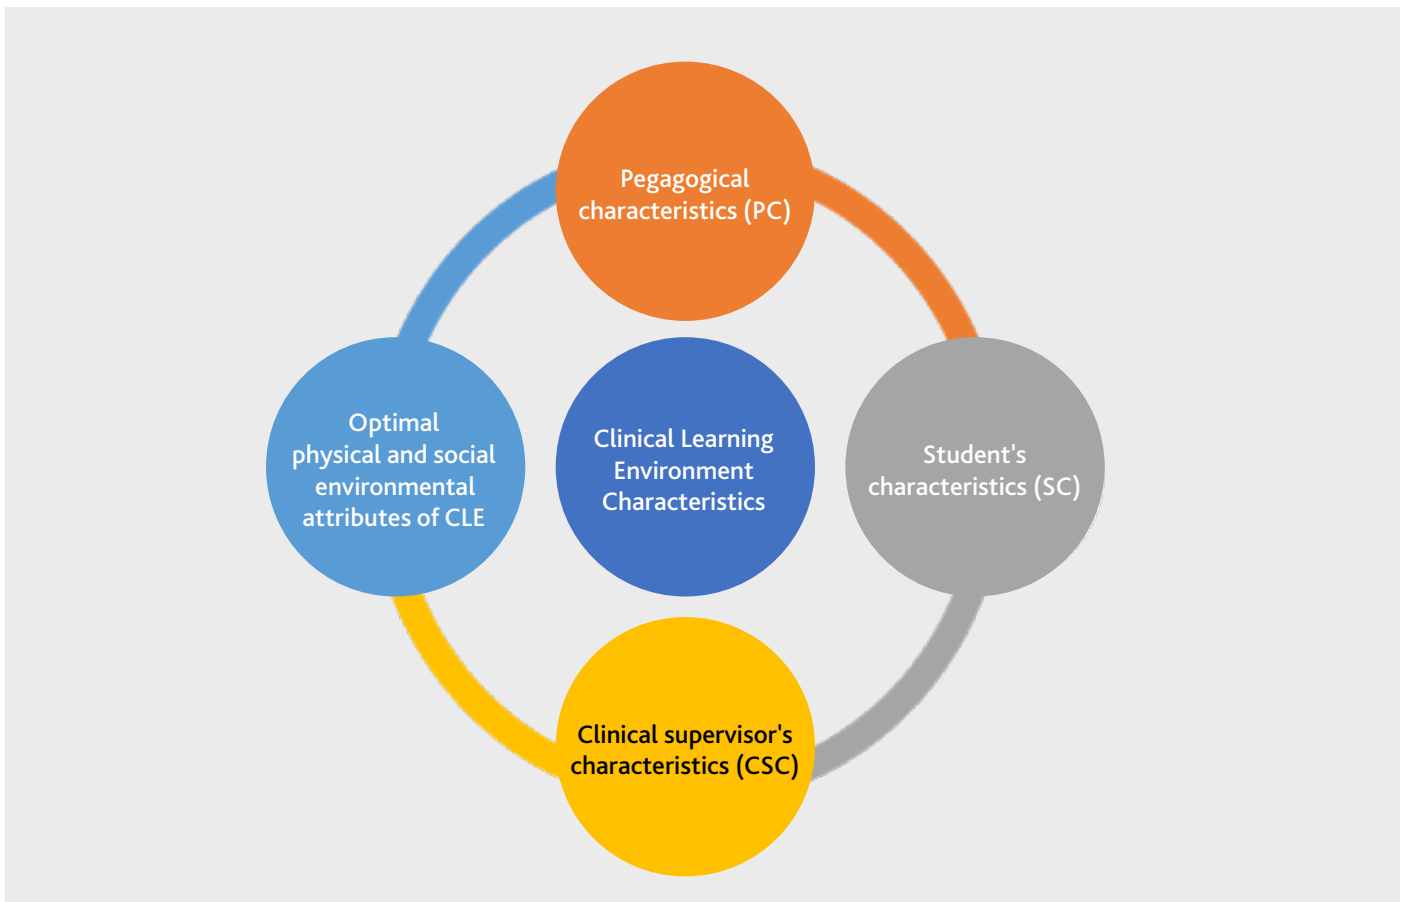 Pegagogical
characteristics (PC)
Optimal
physical and social
environmental
attributes of CLE
Clinical Learning
Environment
Characteristics
Student's
characteristics (SC)
Clinical supervisor's
characteristics (CSC)